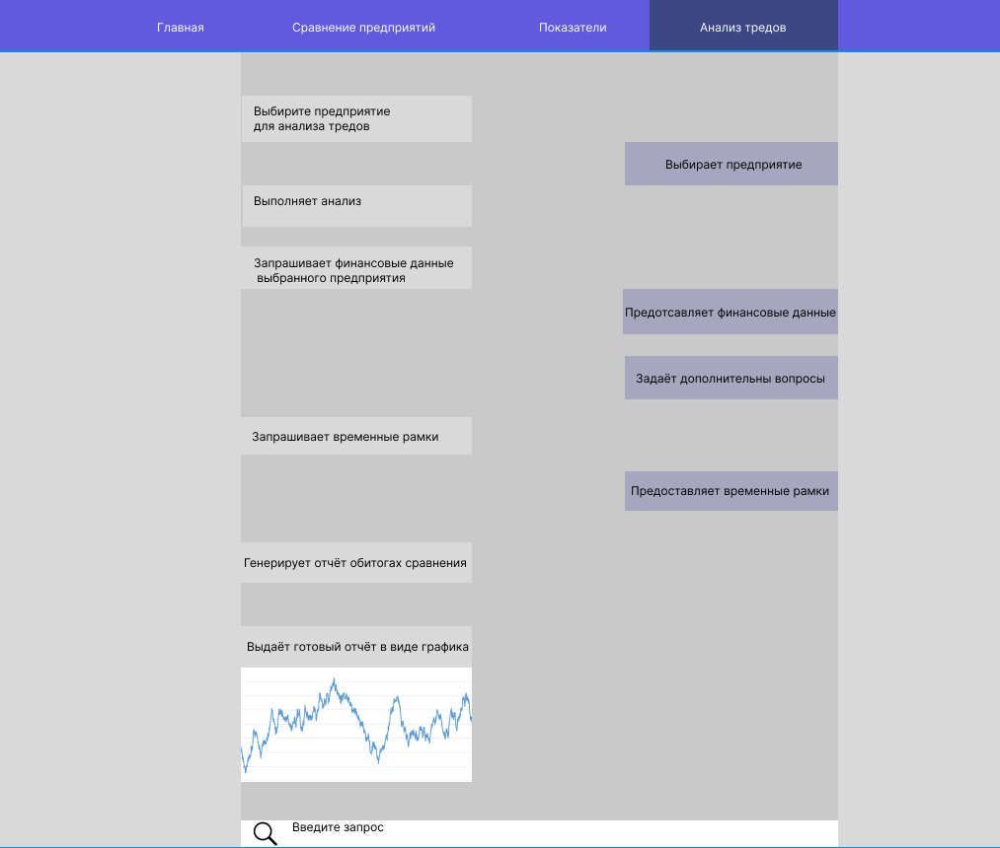 Главная
Сравнение предприятий
Показатели
Анализ тредов
Выбирите предприятие
для анализа тредов
Выбирает предприятие
Выполняет анализ
Запрашивает финансовые данные
выбранного предприятия
Предотсавляет финансовые данные
Задаёт дополнительны вопросы
Запрашивает временные рамки
Предоставляет временные рамки
Генерирует отчёт обитогах сравнения
Выдаёт готовый отчёт в виде графика
Введите запрос